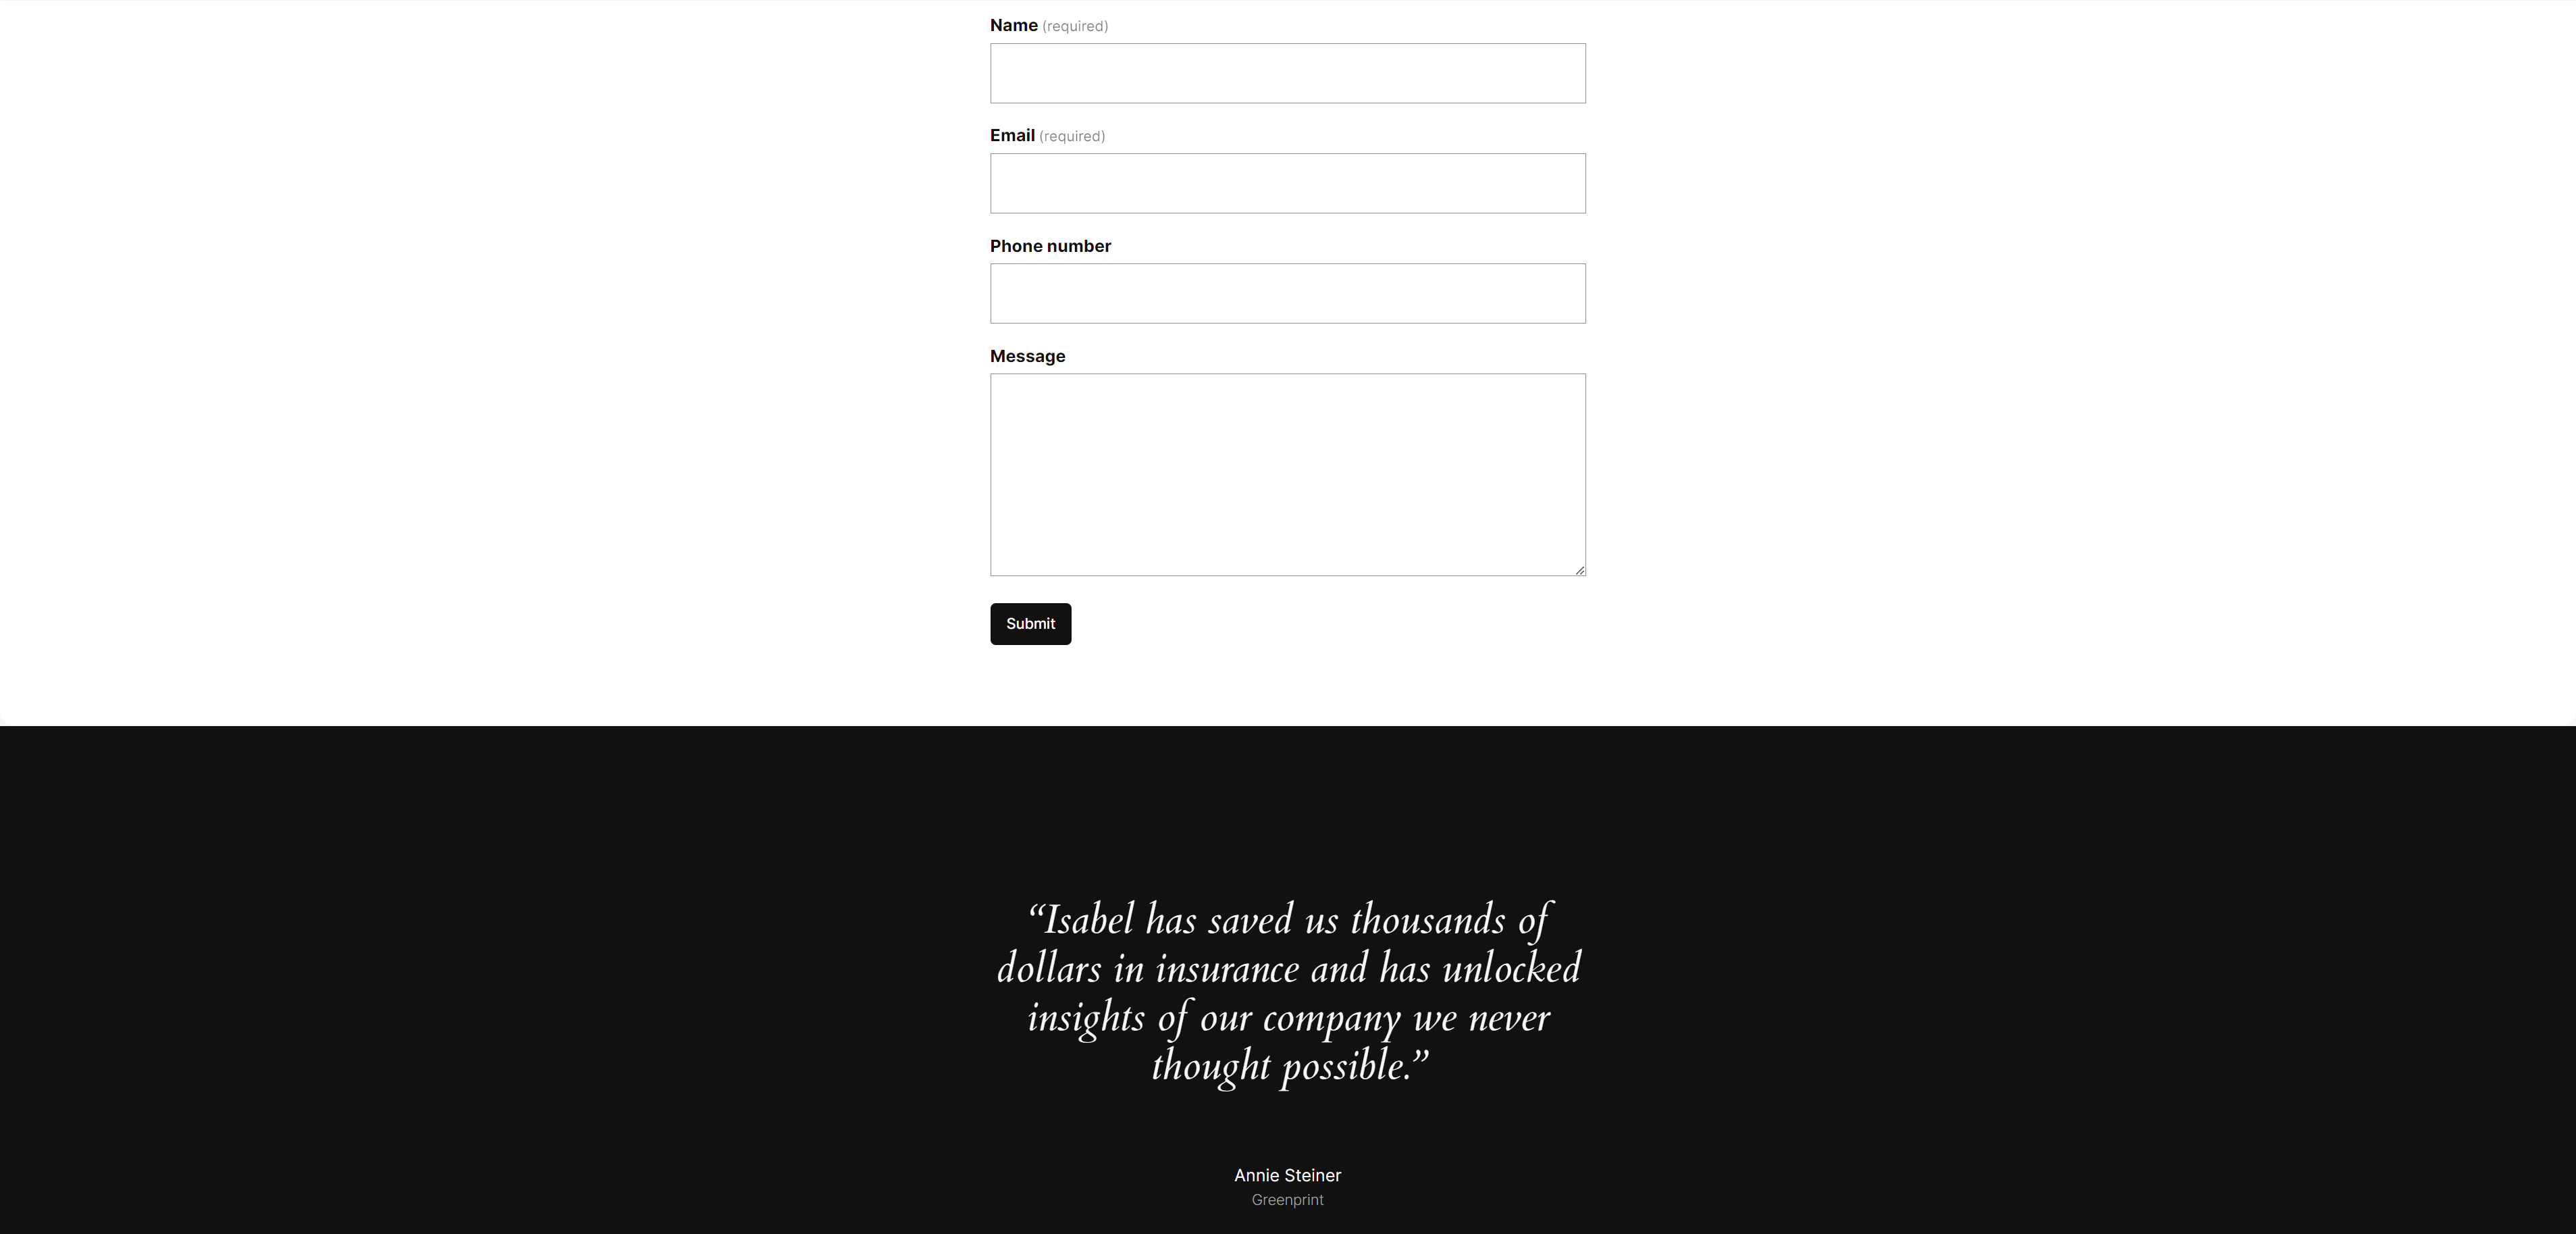 Name (required)
Email (required)
Phone number
Message
Submit
“Isabel has saved us thousands of
dollars in insurance and has unlocked
insights of our company we never
thought possible.”
Annie Steiner
Greenprint